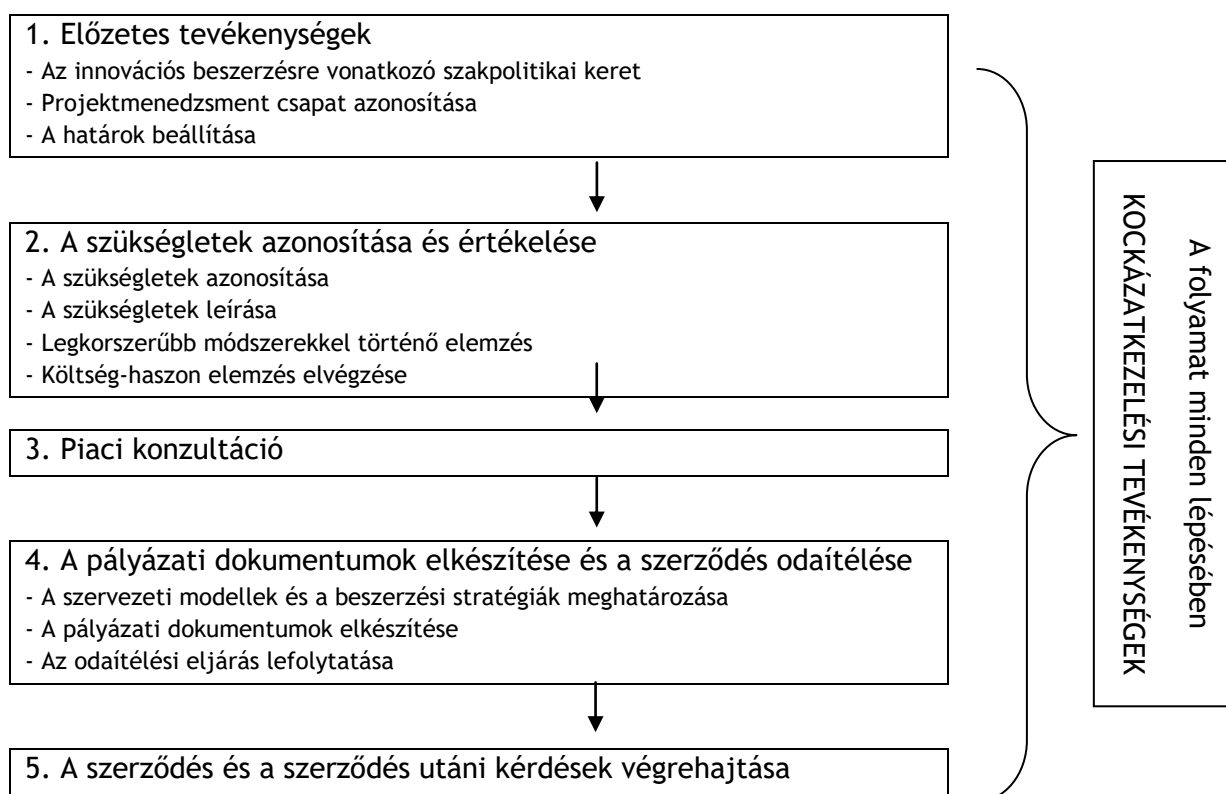 1. Előzetes tevékenységek
- Az innovációs beszerzésre vonatkozó szakpolitikai keret
- Projektmenedzsment csapat azonosítása
- A határok beállítása
2. A szükségletek azonosítása és értékelése
- A szükségletek azonosítása
- A szükségletek leírása
- Legkorszerűbb módszerekkel történő elemzés
- Költség-haszon elemzés elvégzése
3. Piaci konzultáció
4. A pályázati dokumentumok elkészítése és a szerződés odaítélése
- A szervezeti modellek és a beszerzési stratégiák meghatározása
- A pályázati dokumentumok elkészítése
- Az odaítélési eljárás lefolytatása
5. A szerződés és a szerződés utáni kérdések végrehajtása
A folyamat minden lépésében
KOCKÁZATKEZELÉSI TEVÉKENYSÉGEK